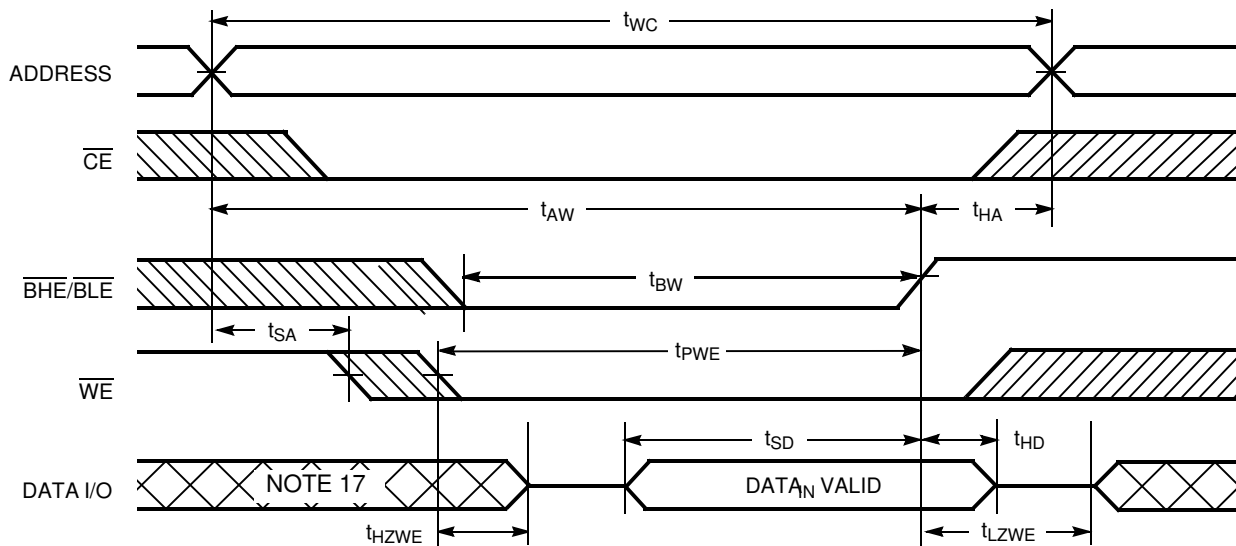 tWC
ADDRESS
CE
tAW
tHA
BHE/BLE
tBW
tSA
tPWE
WE
tSD
tHD
DATA I/O
NOTE 17
DATAIN VALID
tHZWE
tLZWE